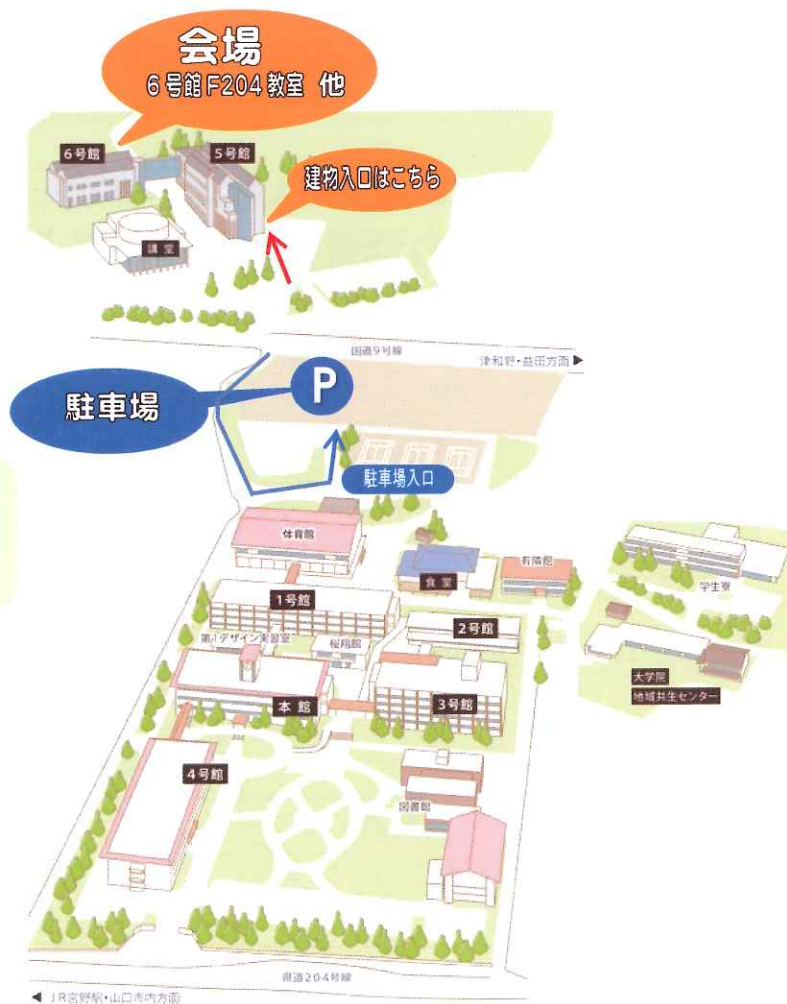 会場
6号館F204教室 他
6号館
5号館
建物入口はこちら
講堂
国道9号線
津和野・益田方面 ▶
P
駐車場
駐車場入口
体育館
食堂
有隣館
学生寮
1号館
2号館
第1デザイン実習室
桜翔館
大学院
地域共生センター
本館
3号館
4号館
図書館
県道204号線
◀ JR宮野駅・山口市内方面